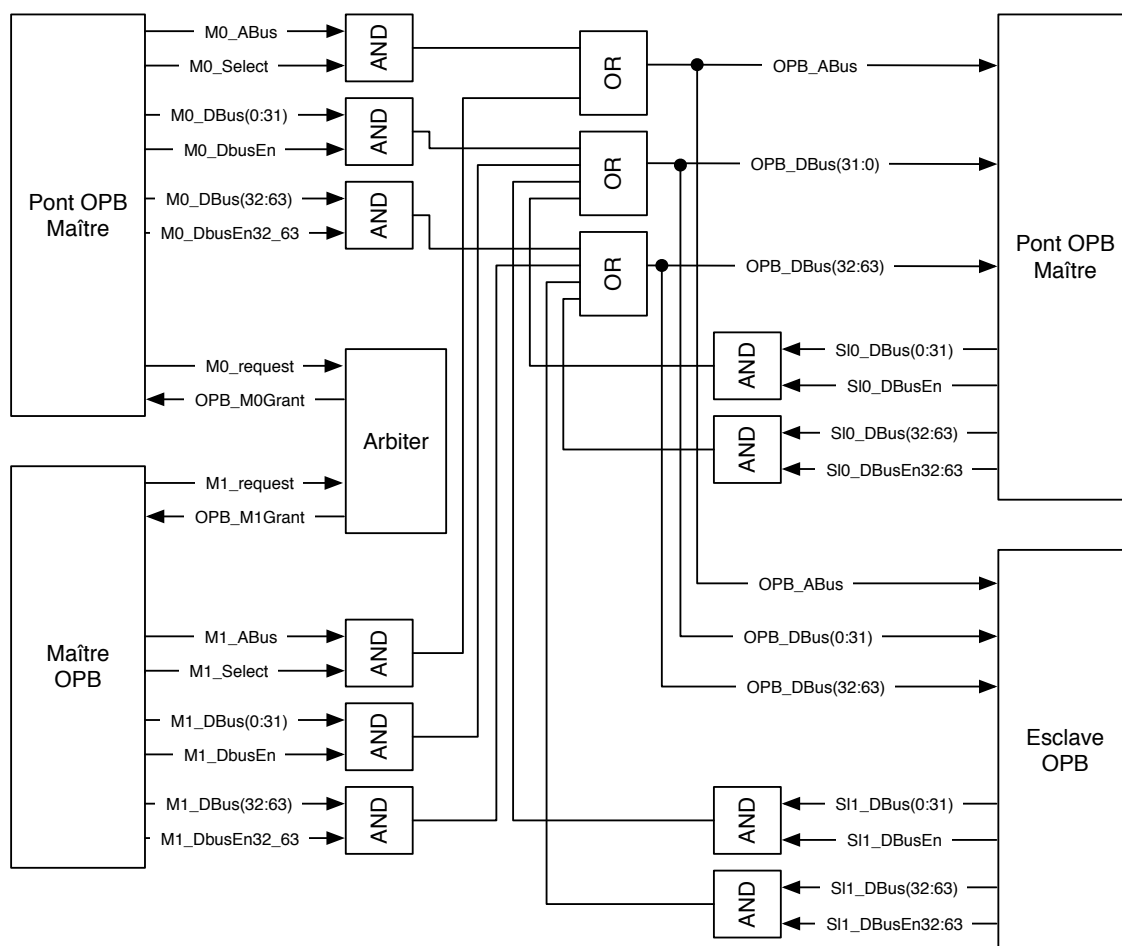 M0_ABus
M0_Select
AND
M0_DBus(0:31)
M0_DbusEn
AND
M0_DBus(32:63)
M0_DbusEn32_63
AND
Pont OPB
Maître
M0_request
OPB_M0Grant
Arbiter
M1_request
OPB_M1Grant
Maître
OPB
M1_ABus
M1_Select
AND
M1_DBus(0:31)
M1_DbusEn
AND
M1_DBus(32:63)
M1_DbusEn32_63
AND
OR
OR
OR
OPB_ABus
OPB_DBus(31:0)
OPB_DBus(32:63)
Pont OPB
Maître
AND
Sl0_DBus(0:31)
Sl0_DBusEn
AND
Sl0_DBus(32:63)
Sl0_DBusEn32:63
OPB_ABus
OPB_DBus(0:31)
OPB_DBus(32:63)
Esclave
OPB
AND
Sl1_DBus(0:31)
Sl1_DBusEn
AND
Sl1_DBus(32:63)
Sl1_DBusEn32:63